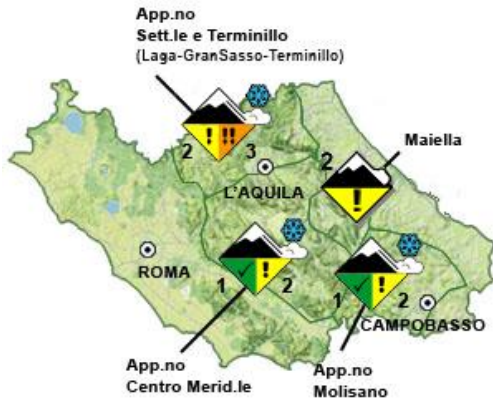 App.no
Sett.le e Terminillo
(Laga-GranSasso-Terminillo)
! !!
2 3
Maiella
2
!
L'AQUILA
ROMA
!
1 2
!
1 2
CAMPOBASSO
App.no
Centro Merid.le
App.no
Molisano